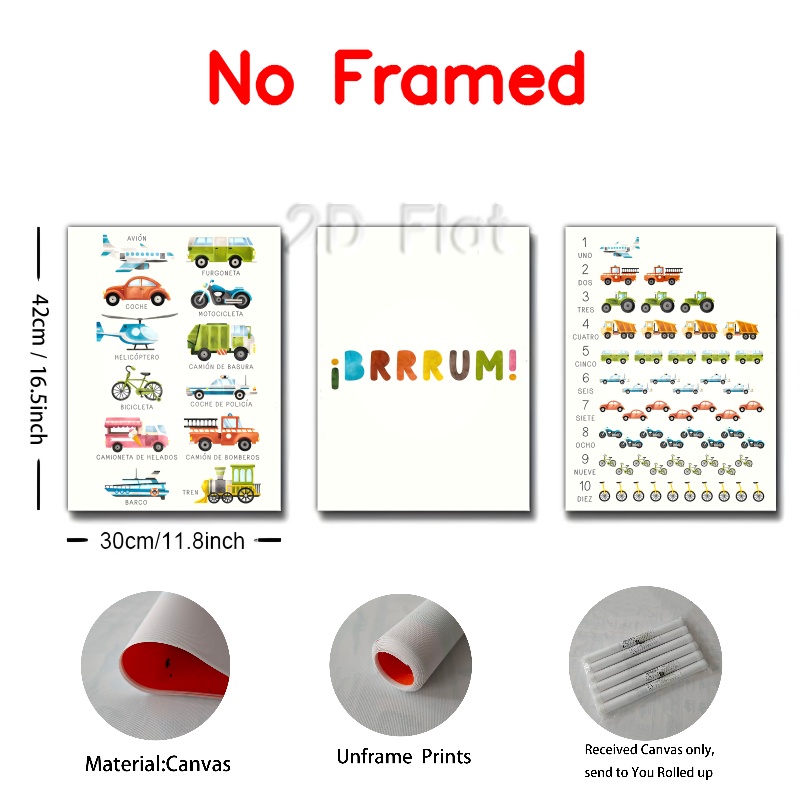 No Framed
2D Flat
42cm / 16.5inch
AVIÓN
FURGONETA
COCHE
MOTOCICLETA
HELICÓPTERO
CAMIÓN DE BASURA
BICICLETA
COCHE DE POLICÍA
CAMIONETA DE HELADOS
CAMIÓN DE BOMBEROS
BARCO
TREN
¡BRRRUM!
1
UNO
2
DOS
3
TRES
4
CUATRO
5
CINCO
6
SEIS
7
SIETE
8
OCHO
9
NUEVE
10
DIEZ
30cm/11.8inch
Material:Canvas
Unframe Prints
Received Canvas only,
send to You Rolled up